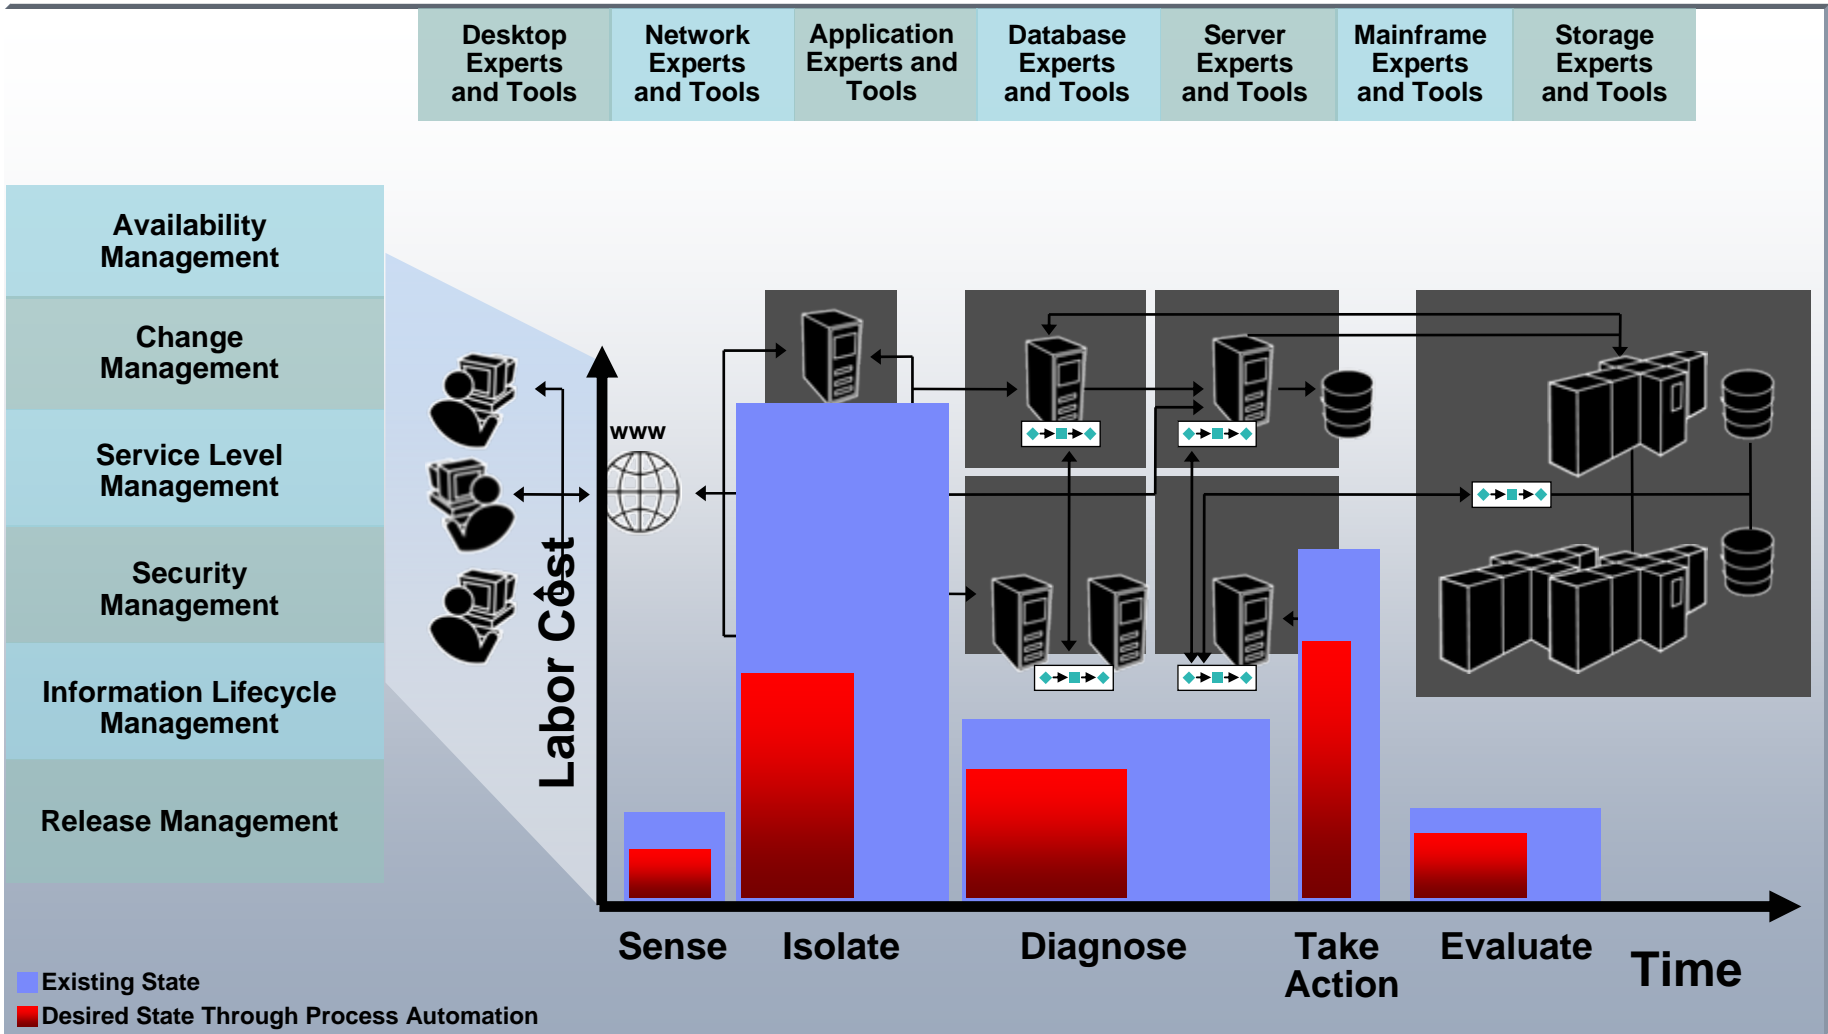 Desktop
Experts
and Tools
Network
Experts
and Tools
Application
Experts and
Tools
Database
Experts
and Tools
Server
Experts
and Tools
Mainframe
Experts
and Tools
Storage
Experts
and Tools
Availability
Management
Change
Management
Service Level
Management
Security
Management
Information Lifecycle
Management
Release Management
www
Labor Cost
Sense
Isolate
Diagnose
Take
Action
Evaluate
Time
Existing State
Desired State Through Process Automation